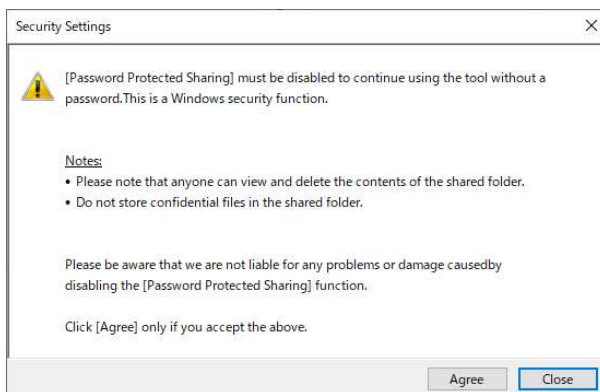 Security Settings
[Password Protected Sharing] must be disabled to continue using the tool without a
password.This is a Windows security function.
Notes:
• Please note that anyone can view and delete the contents of the shared folder.
• Do not store confidential files in the shared folder.
Please be aware that we are not liable for any problems or damage causedby
disabling the [Password Protected Sharing] function.
Click [Agree] only if you accept the above.
Agree Close